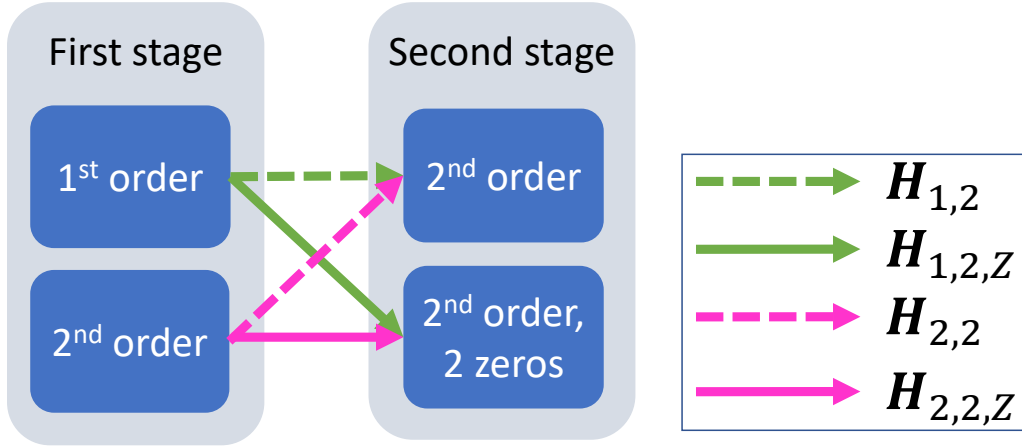 First stage
Second stage
1st order
2nd order
2nd order
2nd order,
2 zeros
H1,2
H1,2,Z
H2,2
H2,2,Z